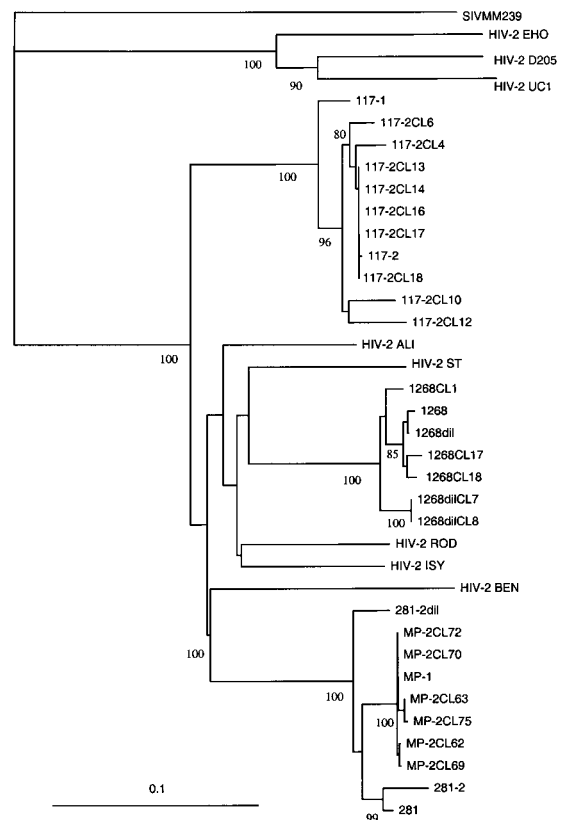 SIVMM239
HIV-2 EHO
100
HIV-2 D205
90
HIV-2 UC1
117-1
117-2CL6
80
117-2CL4
117-2CL13
100
117-2CL14
117-2CL16
117-2CL17
96
117-2
117-2CL18
117-2CL10
117-2CL12
HIV-2 ALI
100
HIV-2 ST
1268CL1
1268
1268dil
85
1268CL17
1268CL18
100
1268dilCL7
100
1268dilCL8
HIV-2 ROD
HIV-2 ISY
HIV-2 BEN
281-2dil
MP-2CL72
100
MP-2CL70
MP-1
100
MP-2CL63
100
MP-2CL75
MP-2CL62
MP-2CL69
0.1
281-2
281
99